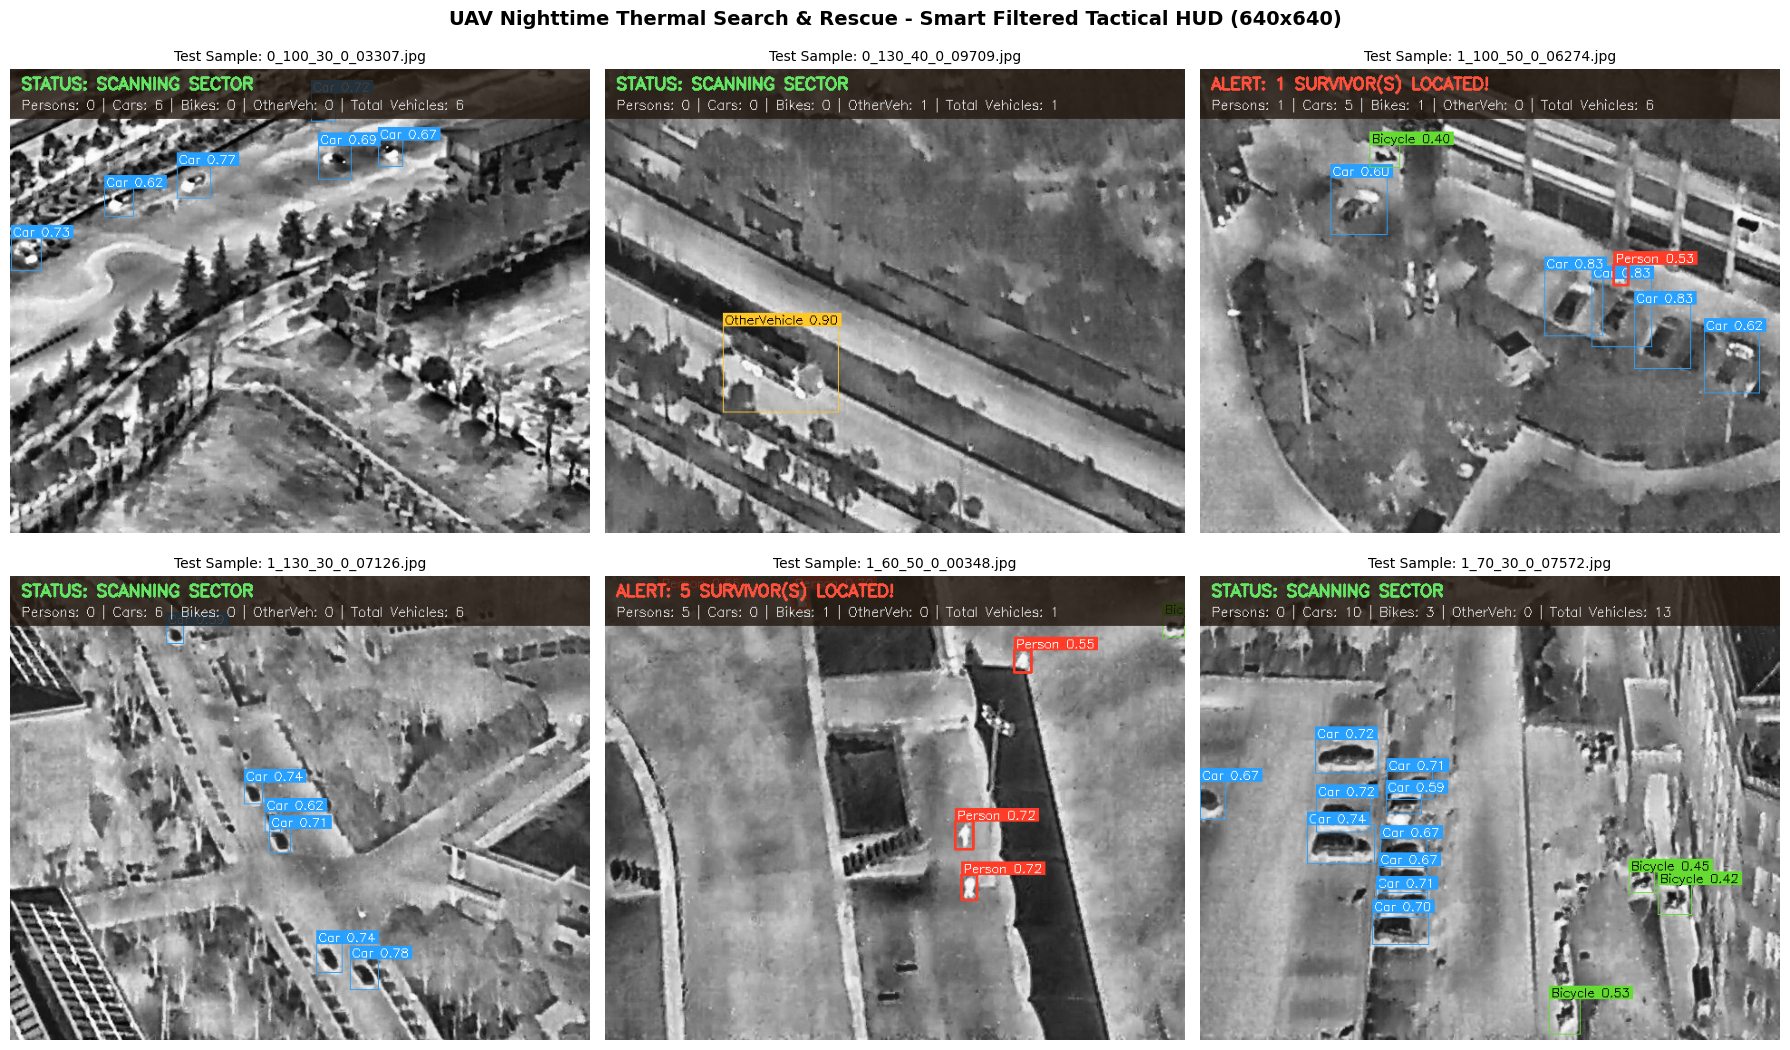 UAV Nighttime Thermal Search & Rescue - Smart Filtered Tactical HUD (640x640)
Test Sample: 0_100_30_0_03307.jpg
STATUS: SCANNING SECTOR
Car 0.72
Persons: 0 | Cars: 6 | Bikes: 0 | OtherVeh: 0 | Total Vehicles: 6
Car 0.69
Car 0.67
Car 0.77
Car 0.62
Car 0.73
Test Sample: 0_130_40_0_09709.jpg
STATUS: SCANNING SECTOR
Persons: 0 | Cars: 0 | Bikes: 0 | OtherVeh: 1 | Total Vehicles: 1
OtherVehicle 0.90
Test Sample: 1_100_50_0_06274.jpg
ALERT: 1 SURVIVOR(S) LOCATED!
Persons: 1 | Cars: 5 | Bikes: 1 | OtherVeh: 0 | Total Vehicles: 6
Bicycle 0.40
Car 0.60
Person 0.53
Car 0.83
Car 0.83
Car 0.83
Car 0.62
Test Sample: 1_130_30_0_07126.jpg
STATUS: SCANNING SECTOR
Persons: 0 | Cars: 6 | Bikes: 0 | OtherVeh: 0 | Total Vehicles: 6
Car 0.74
Car 0.62
Car 0.71
Car 0.74
Car 0.78
Test Sample: 1_60_50_0_00348.jpg
ALERT: 5 SURVIVOR(S) LOCATED!
Persons: 5 | Cars: 0 | Bikes: 1 | OtherVeh: 0 | Total Vehicles: 1
Person 0.55
Person 0.72
Person 0.72
Test Sample: 1_70_30_0_07572.jpg
STATUS: SCANNING SECTOR
Persons: 0 | Cars: 10 | Bikes: 3 | OtherVeh: 0 | Total Vehicles: 13
Car 0.72
Car 0.71
Car 0.67
Car 0.59
Car 0.72
Car 0.74
Car 0.67
Car 0.67
Bicycle 0.45
Bicycle 0.42
Car 0.71
Car 0.70
Bicycle 0.53